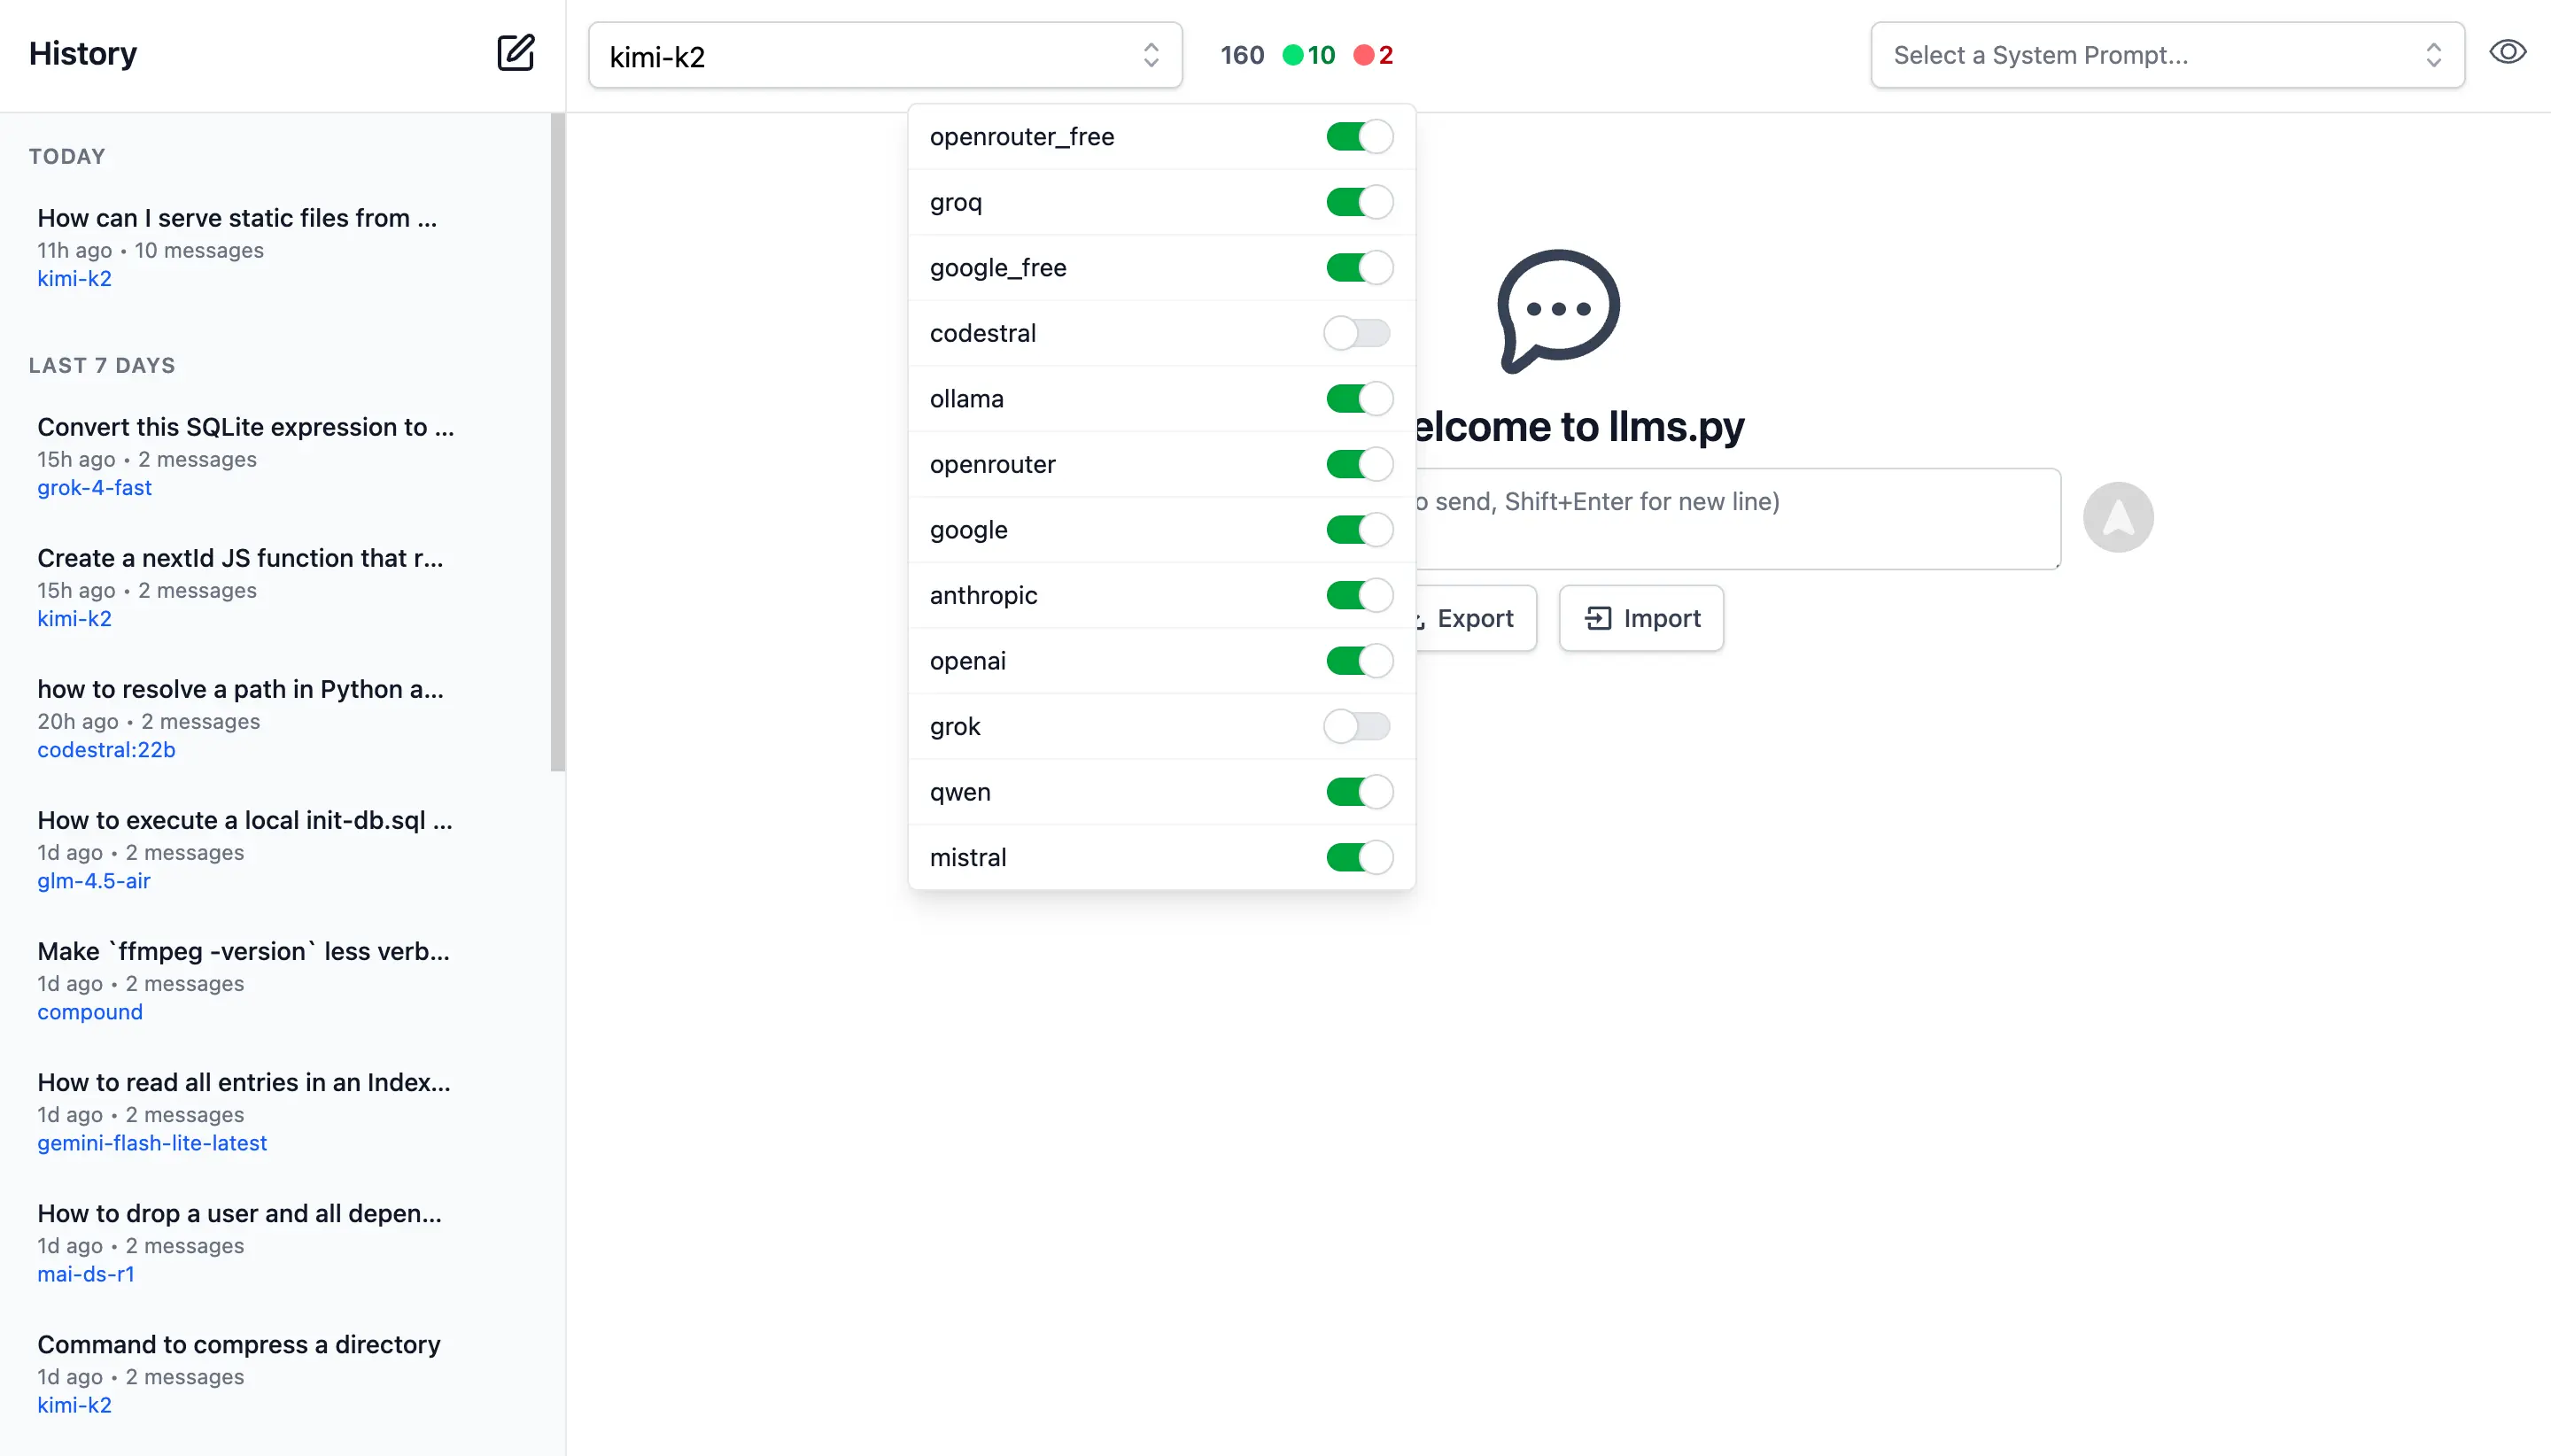 History
kimi-k2
160 10 2
Select a System Prompt...
TODAY
How can I serve static files from ...
11h ago • 10 messages
kimi-k2
LAST 7 DAYS
Convert this SQLite expression to ...
15h ago • 2 messages
grok-4-fast
Create a nextId JS function that r...
15h ago • 2 messages
kimi-k2
how to resolve a path in Python a...
20h ago • 2 messages
codestral:22b
How to execute a local init-db.sql ...
1d ago • 2 messages
glm-4.5-air
Make `ffmpeg -version` less verb...
1d ago • 2 messages
compound
How to read all entries in an Index...
1d ago • 2 messages
gemini-flash-lite-latest
How to drop a user and all depen...
1d ago • 2 messages
mai-ds-r1
Command to compress a directory
1d ago • 2 messages
kimi-k2
openrouter_free
groq
google_free
codestral
ollama
openrouter
google
anthropic
openai
grok
qwen
mistral
elcome to llms.py
o send, Shift+Enter for new line)
Export
Import